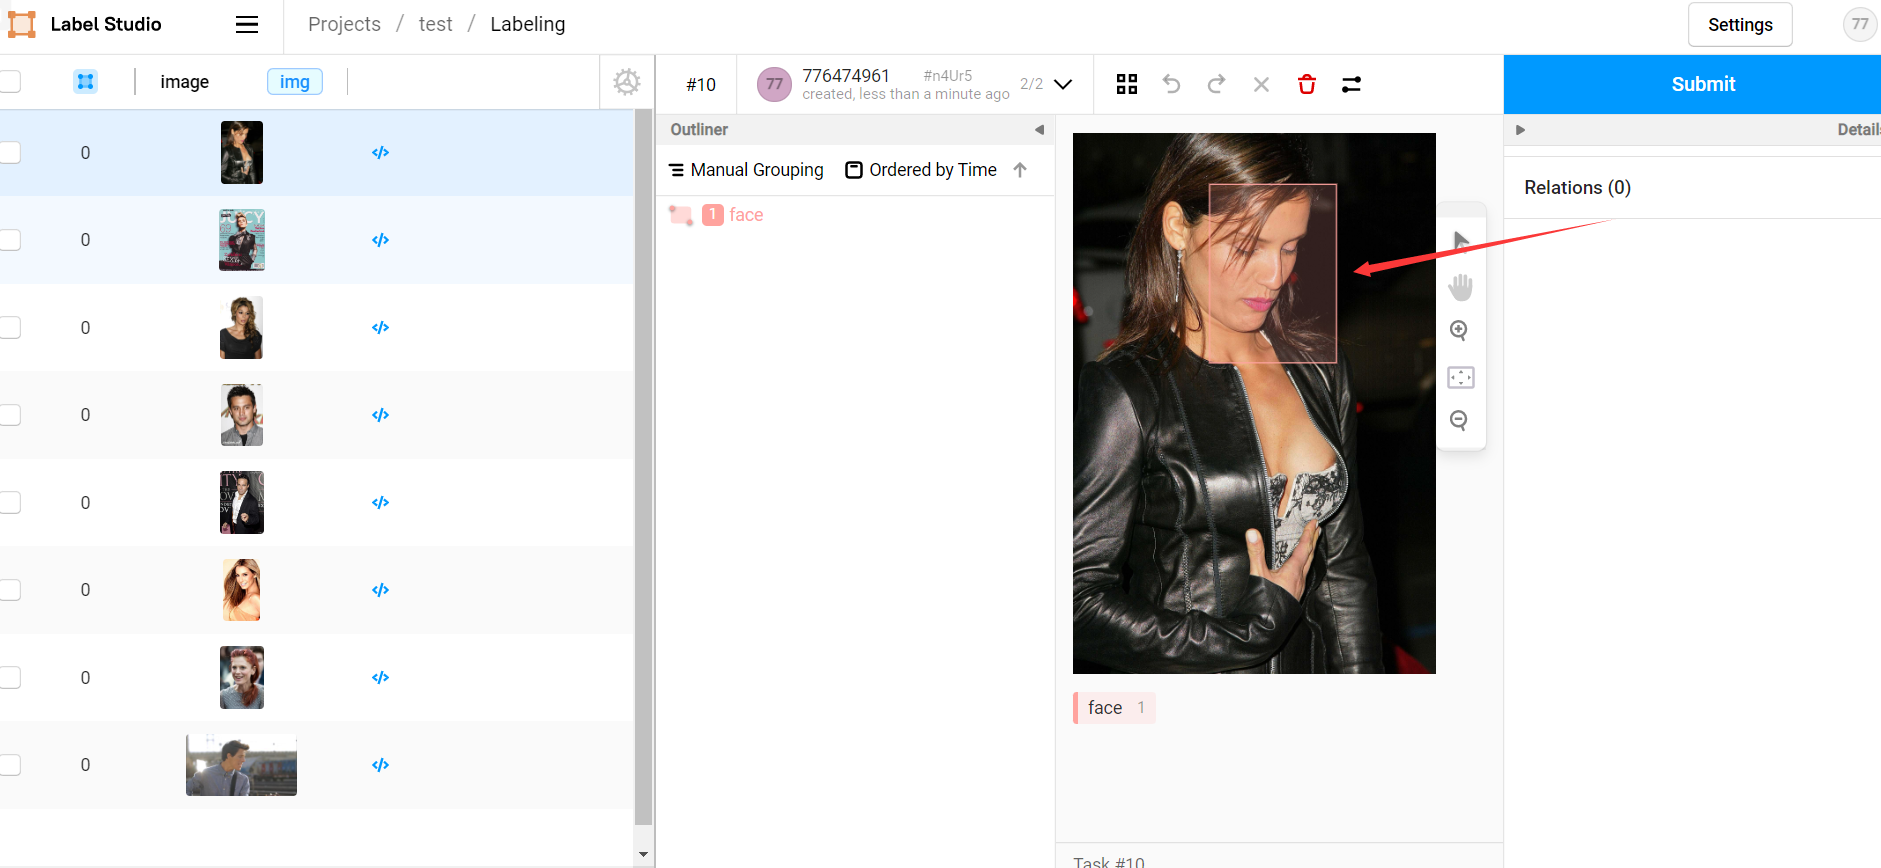 Label Studio
Projects / test / Labeling
Settings
77
image
img
#10
77
776474961
#n4Ur5
created, less than a minute ago
2/2
Submit
Outliner
Details
Manual Grouping
Ordered by Time
Relations (0)
1 face
0
0
0
0
0
0
0
0
face 1
Task #10